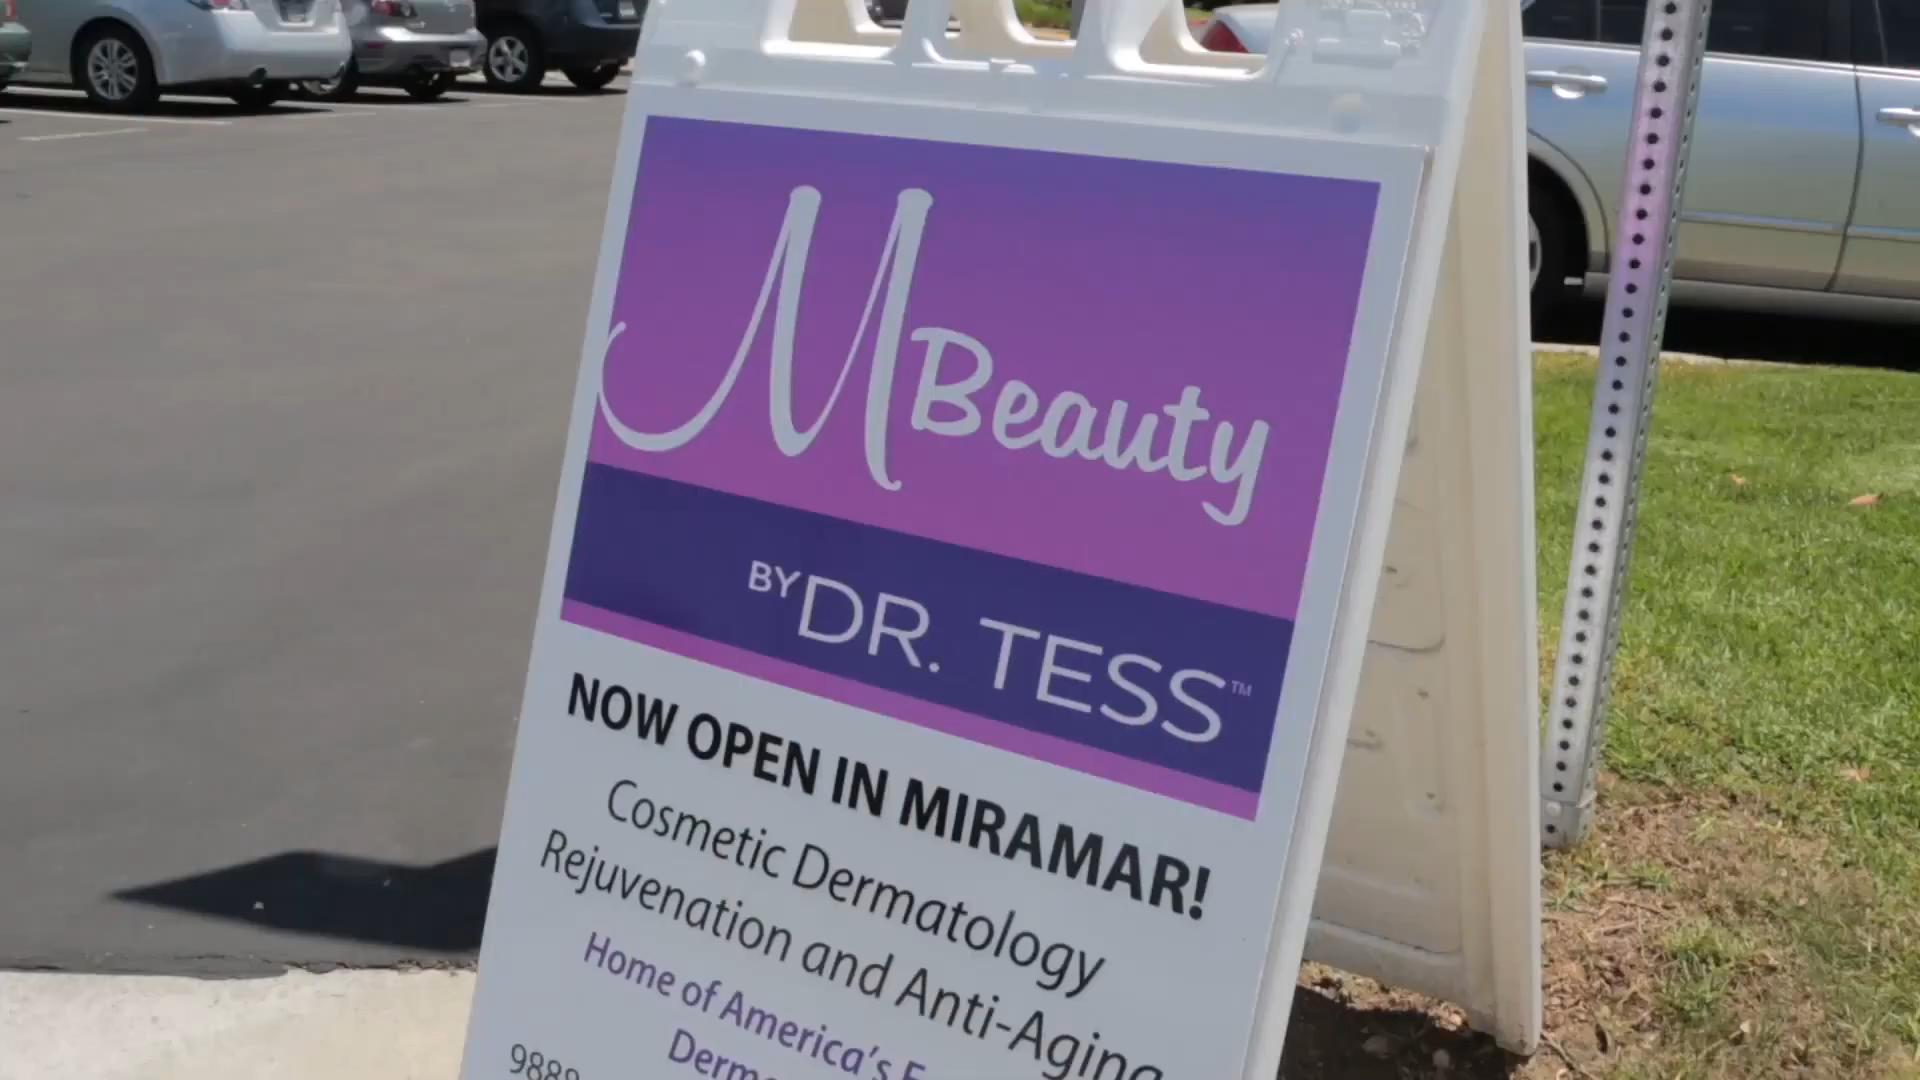 MBeauty
BY DR. TESS™
NOW OPEN IN MIRAMAR!
Cosmetic Dermatology
Rejuvenation and Anti-Aging
Home of America's